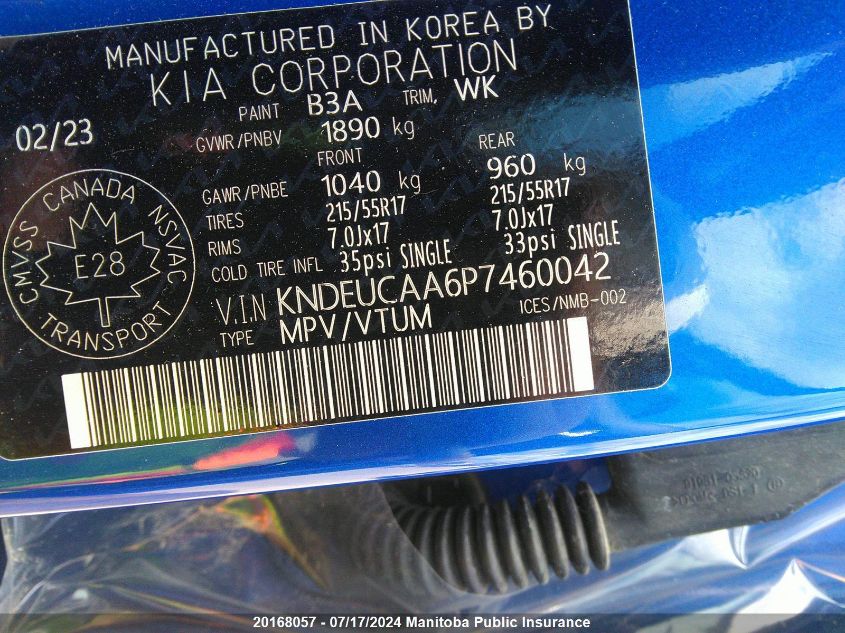 MANUFACTURED IN KOREA BY
KIA CORPORATION
PAINT B3A TRIM, WK
02/23
GVWR/PNBV 1890 kg
FRONT REAR
GAWR/PNBE 1040 kg 960 kg
TIRES 215/55R17 215/55R17
RIMS 7.0Jx17 7.0Jx17
COLD TIRE INFL 35psi SINGLE 33psi SINGLE
CANADA
CMVSS NSVAC
E28
TRANSPORT
V.I.N KNDEUCAA6P7460042
TYPE MPV/VTUM ICES/NMB-002
20168057 - 07/17/2024 Manitoba Public Insurance